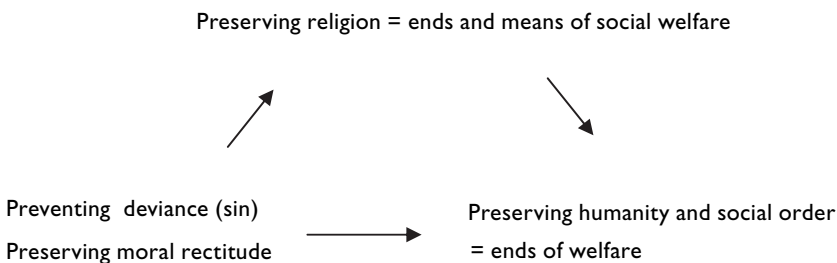 Preserving religion = ends and means of social welfare
Preventing deviance (sin)
Preserving moral rectitude
Preserving humanity and social order
= ends of welfare